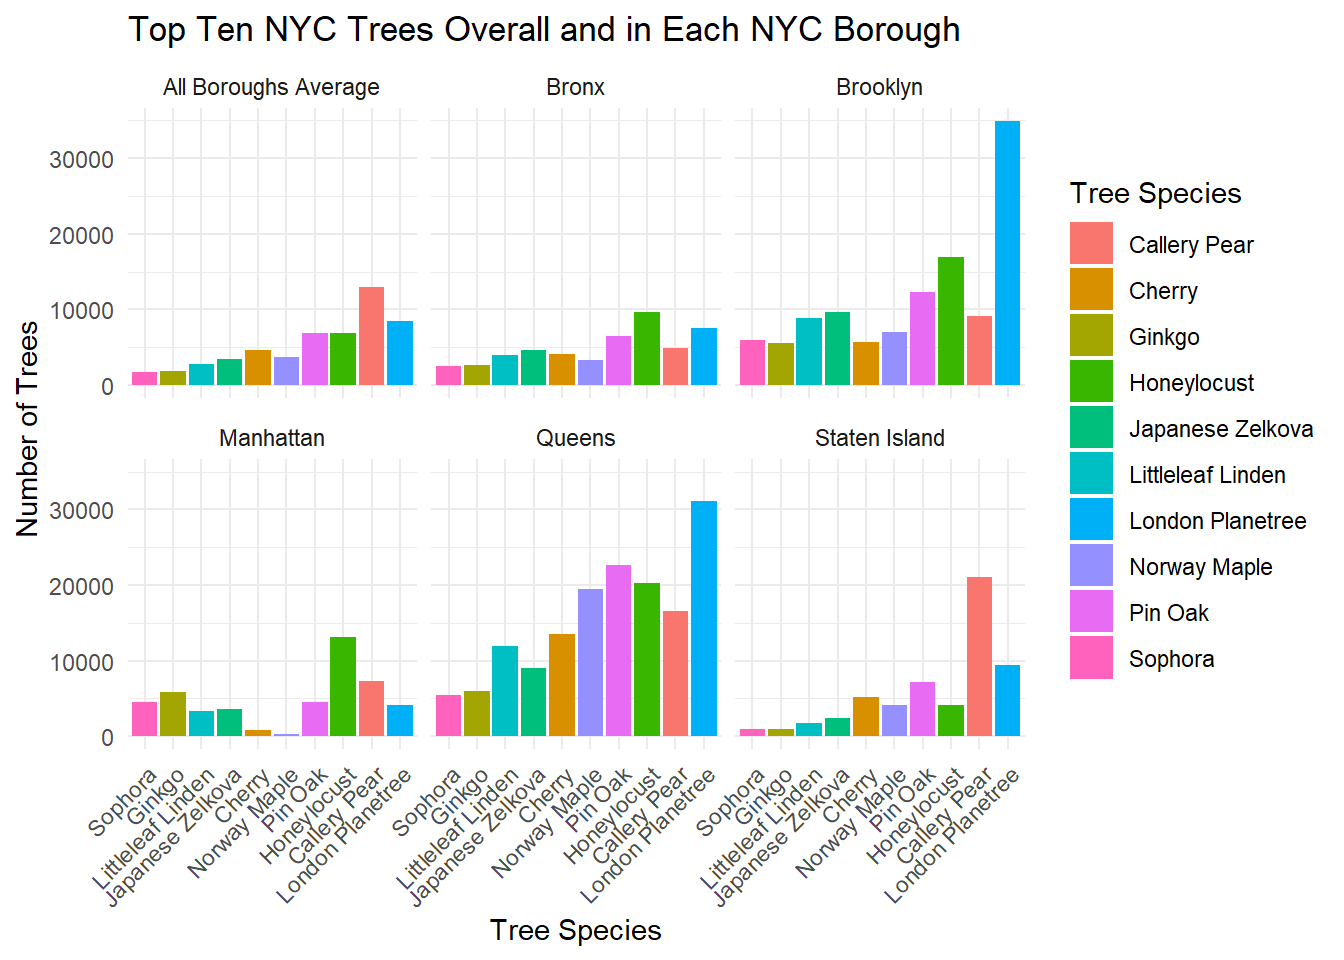 Top Ten NYC Trees Overall and in Each NYC Borough
All Boroughs Average
Bronx
Brooklyn
30000
20000
10000
0
Manhattan
Queens
Staten Island
30000
20000
10000
0
Number of Trees
Sophora
Ginkgo
Littleleaf Linden
Japanese Zelkova
Cherry
Norway Maple
Pin Oak
Honeylocust
Callery Pear
London Planetree
Sophora
Ginkgo
Littleleaf Linden
Japanese Zelkova
Cherry
Norway Maple
Pin Oak
Honeylocust
Callery Pear
London Planetree
Sophora
Ginkgo
Littleleaf Linden
Japanese Zelkova
Cherry
Norway Maple
Pin Oak
Honeylocust
Callery Pear
London Planetree
Tree Species
Tree Species
Callery Pear
Cherry
Ginkgo
Honeylocust
Japanese Zelkova
Littleleaf Linden
London Planetree
Norway Maple
Pin Oak
Sophora